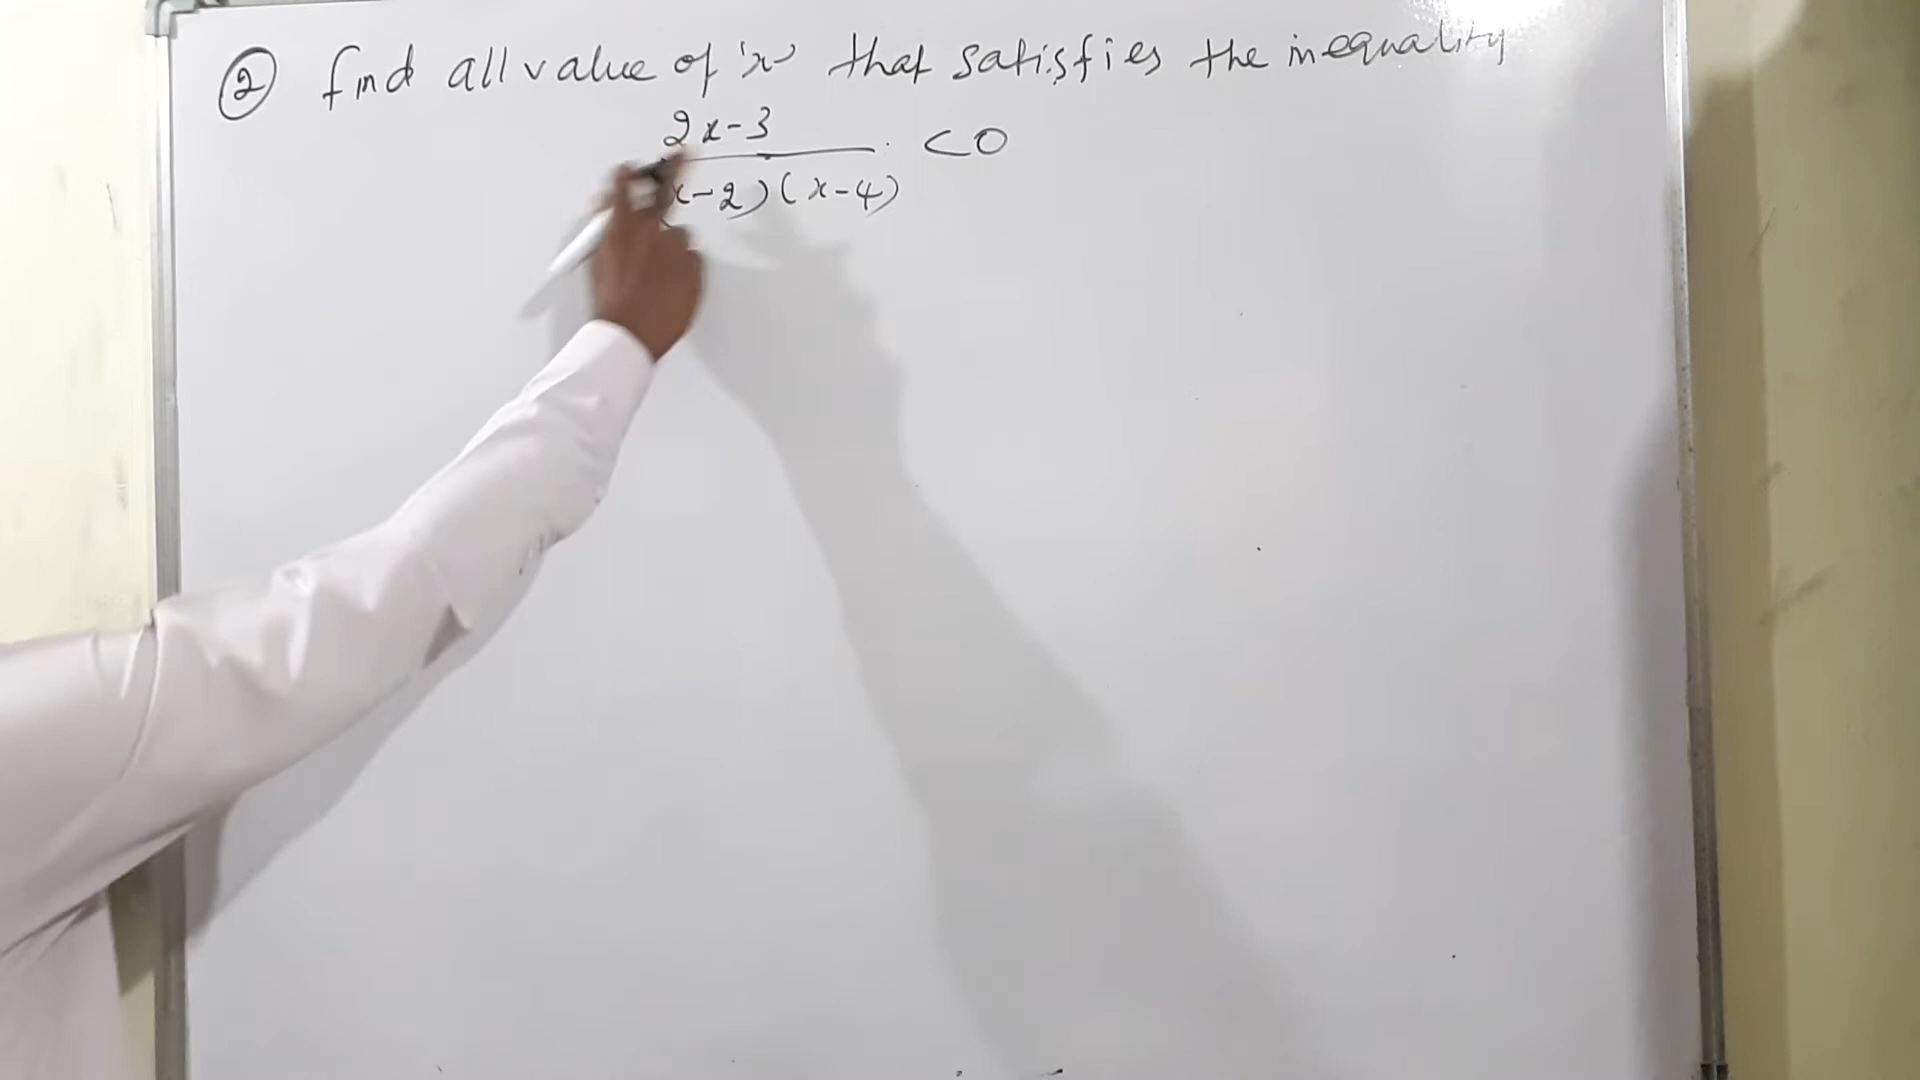 ② find all value of 'x' that satisfies the inequality
2x-3
x-2)(x-4) <0